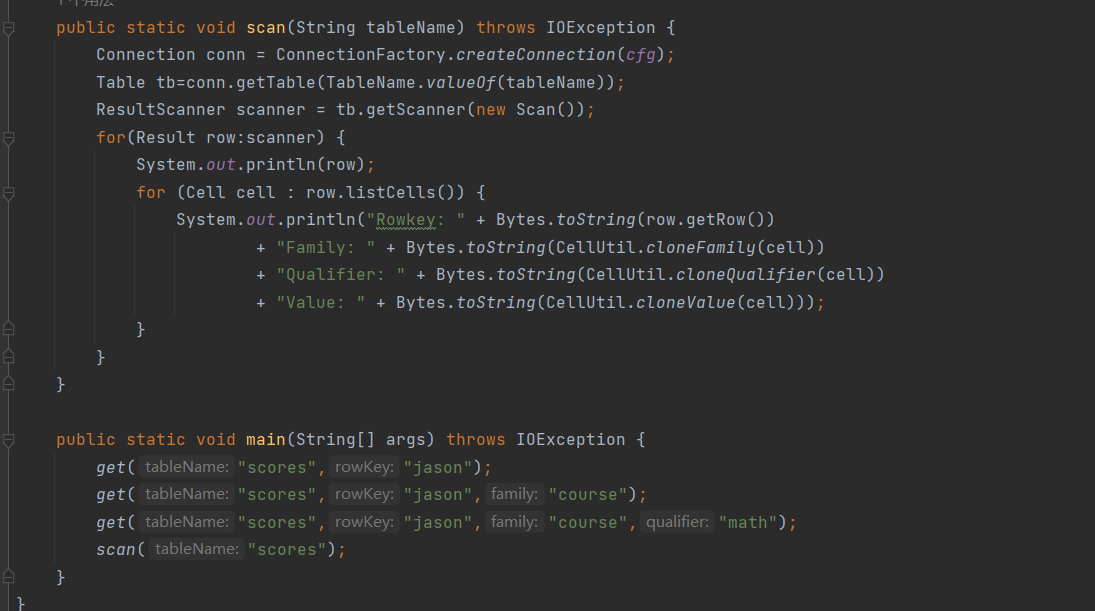 1个用法
public static void scan(String tableName) throws IOException {
Connection conn = ConnectionFactory.createConnection(cfg);
Table tb=conn.getTable(TableName.valueOf(tableName));
ResultScanner scanner = tb.getScanner(new Scan());
for(Result row:scanner) {
System.out.println(row);
for (Cell cell : row.listCells()) {
System.out.println("Rowkey: " + Bytes.toString(row.getRow())
+ "Family: " + Bytes.toString(CellUtil.cloneFamily(cell))
+ "Qualifier: " + Bytes.toString(CellUtil.cloneQualifier(cell))
+ "Value: " + Bytes.toString(CellUtil.cloneValue(cell)));
}
}
}
public static void main(String[] args) throws IOException {
get( tableName: "scores", rowKey: "jason");
get( tableName: "scores", rowKey: "jason", family: "course");
get( tableName: "scores", rowKey: "jason", family: "course", qualifier: "math");
scan( tableName: "scores");
}
}